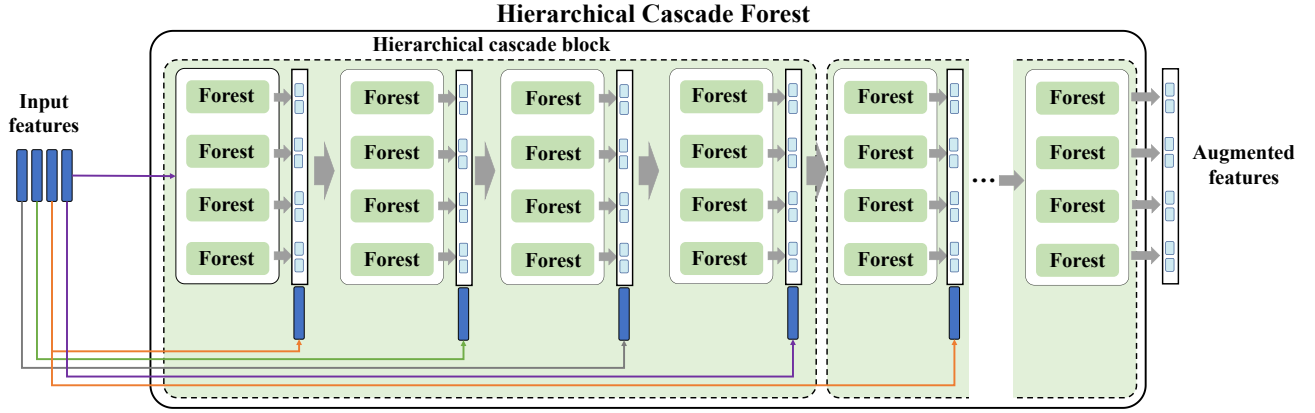 Hierarchical Cascade Forest
Hierarchical cascade block
Input
features
Forest Forest Forest Forest Forest Forest
Forest Forest Forest Forest Forest ... Forest
Forest Forest Forest Forest Forest Forest
Forest Forest Forest Forest Forest Forest
Augmented
features